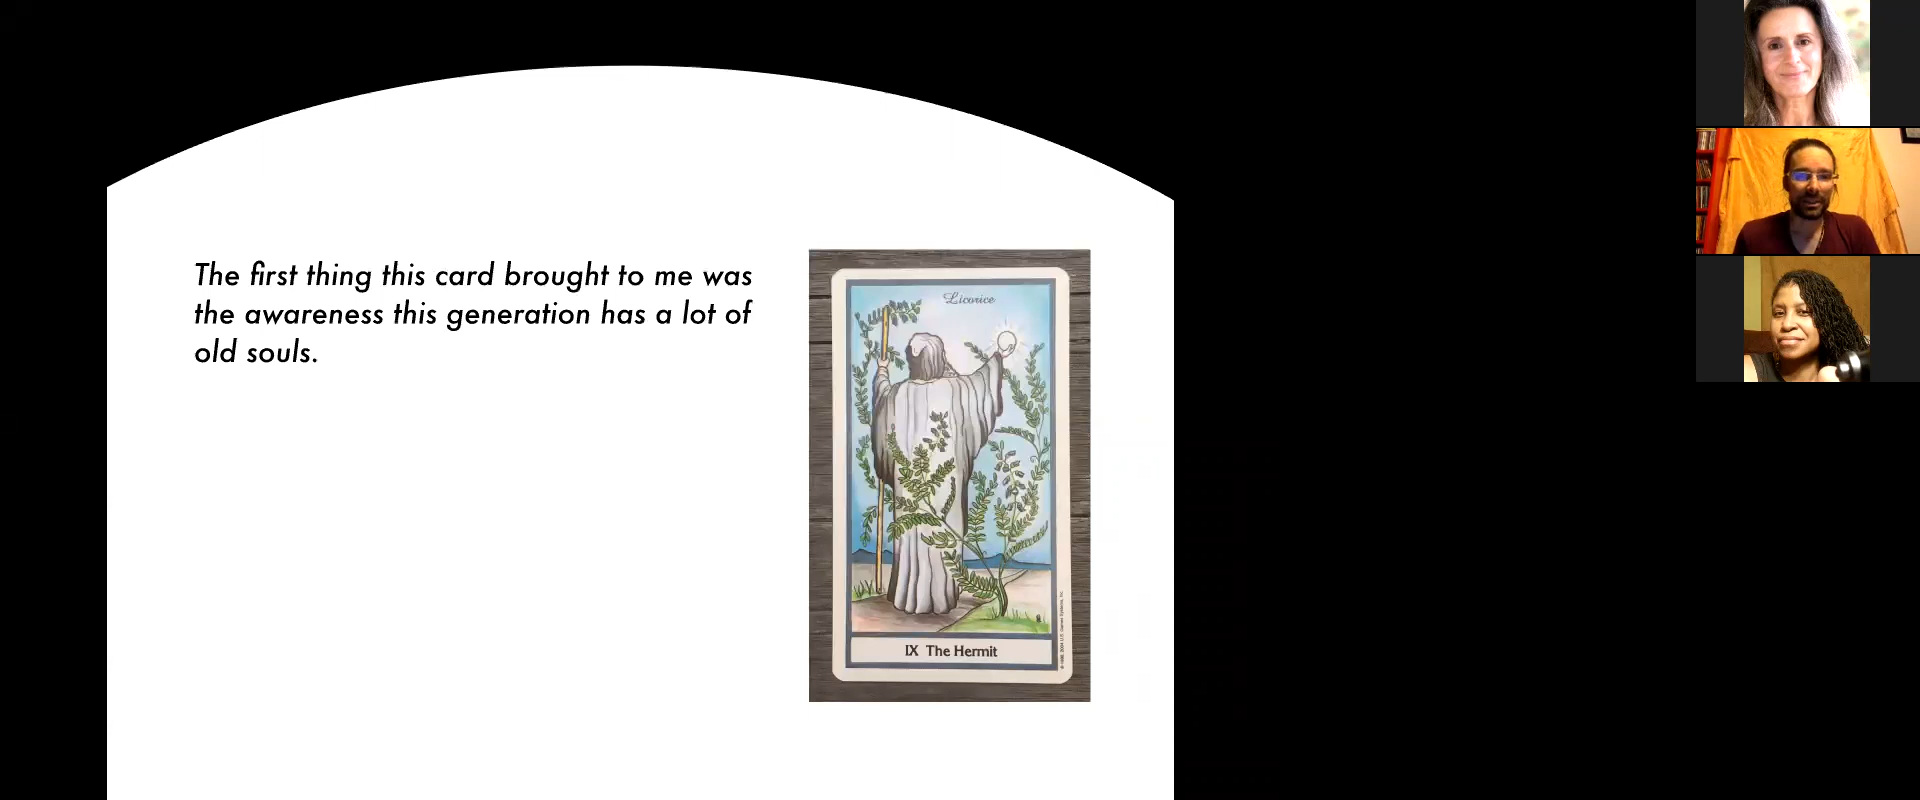 The first thing this card brought to me was
the awareness this generation has a lot of
old souls.
Licorice
IX The Hermit